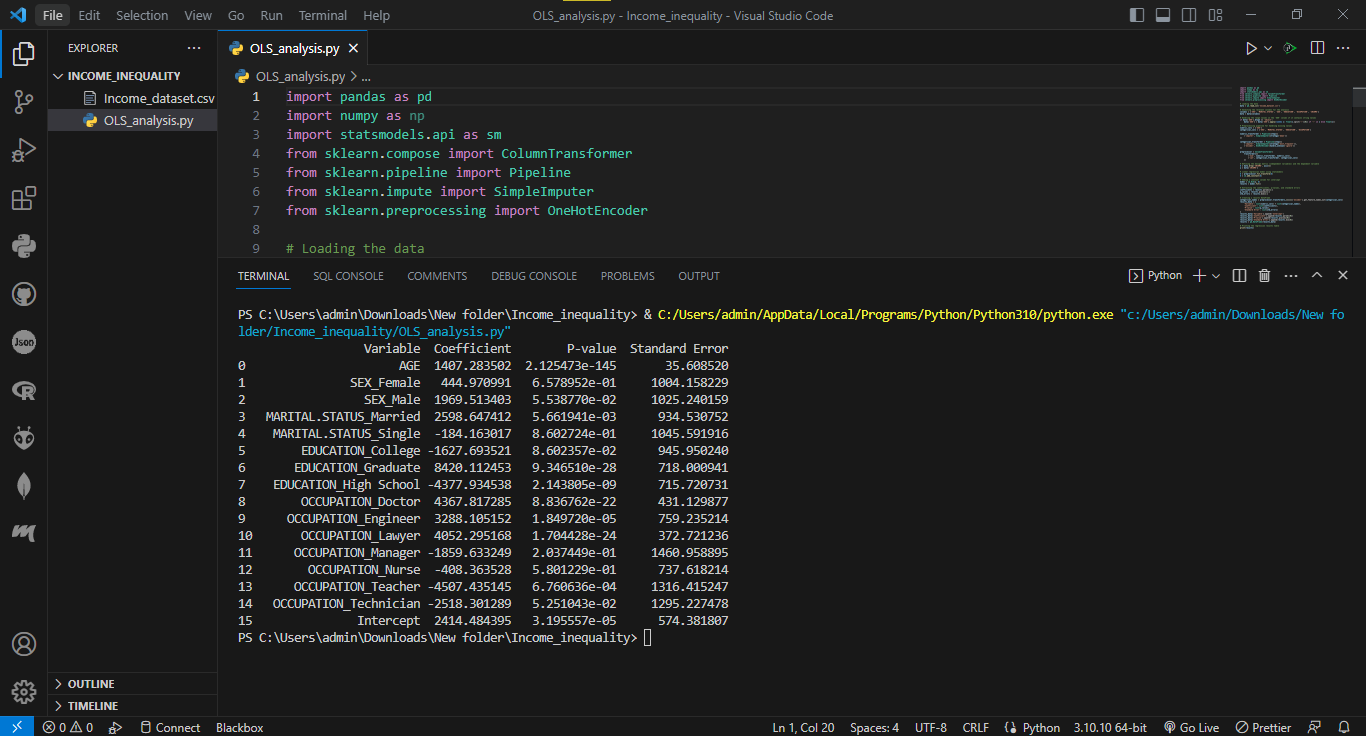 File Edit Selection View Go Run Terminal Help
OLS_analysis.py - Income_inequality - Visual Studio Code
EXPLORER
INCOME_INEQUALITY
Income_dataset.csv
OLS_analysis.py
OUTLINE
TIMELINE
Json
OLS_analysis.py
OLS_analysis.py > ...
1 import pandas as pd
2 import numpy as np
3 import statsmodels.api as sm
4 from sklearn.compose import ColumnTransformer
5 from sklearn.pipeline import Pipeline
6 from sklearn.impute import SimpleImputer
7 from sklearn.preprocessing import OneHotEncoder
8
9 # Loading the data
TERMINAL SQL CONSOLE COMMENTS DEBUG CONSOLE PROBLEMS OUTPUT
Python
PS C:\Users\admin\Downloads\New folder\Income_inequality> & C:/Users/admin/AppData/Local/Programs/Python/Python310/python.exe "c:/Users/admin/Downloads/New fo
lder/Income_inequality/OLS_analysis.py"
Variable Coefficient P-value Standard Error
0 AGE 1407.283502 2.125473e-145 35.608520
1 SEX_Female 444.970991 6.578952e-01 1004.158229
2 SEX_Male 1969.513403 5.538770e-02 1025.240159
3 MARITAL.STATUS_Married 2598.647412 5.661941e-03 934.530752
4 MARITAL.STATUS_Single -184.163017 8.602724e-01 1045.591916
5 EDUCATION_College -1627.693521 8.602357e-02 945.950240
6 EDUCATION_Graduate 8420.112453 9.346510e-28 718.000941
7 EDUCATION_High School -4377.934538 2.143805e-09 715.720731
8 OCCUPATION_Doctor 4367.817285 8.836762e-22 431.129877
9 OCCUPATION_Engineer 3288.105152 1.849720e-05 759.235214
10 OCCUPATION_Lawyer 4052.295168 1.704428e-24 372.721236
11 OCCUPATION_Manager -1859.633249 2.037449e-01 1460.958895
12 OCCUPATION_Nurse -408.363528 5.801229e-01 737.618214
13 OCCUPATION_Teacher -4507.435145 6.760636e-04 1316.415247
14 OCCUPATION_Technician -2518.301289 5.251043e-02 1295.227478
15 Intercept 2414.484395 3.195557e-05 574.381807
PS C:\Users\admin\Downloads\New folder\Income_inequality>
0 0 Connect Blackbox
Ln 1, Col 20 Spaces: 4 UTF-8 CRLF Python 3.10.10 64-bit Go Live Prettier